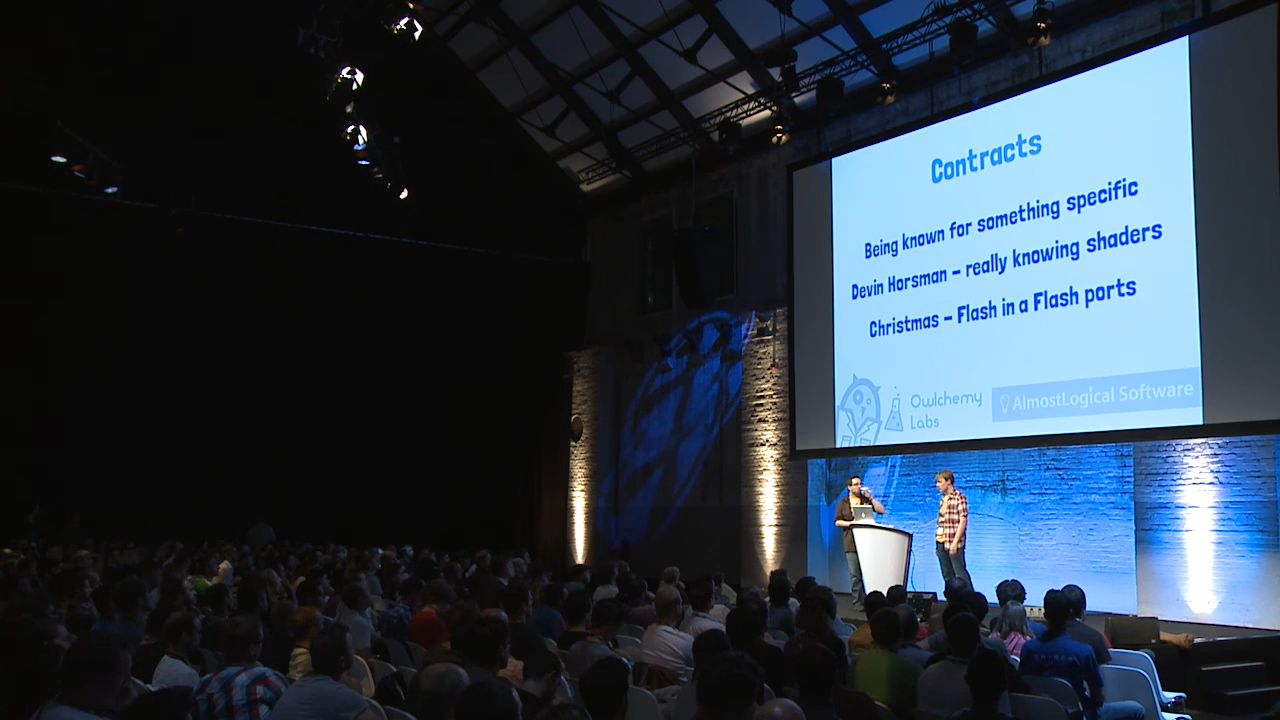 Contracts
Being known for something specific
Devin Horsman – really knowing shaders
Christmas – Flash in a Flash ports
Owlchemy
Labs
AlmostLogical Software